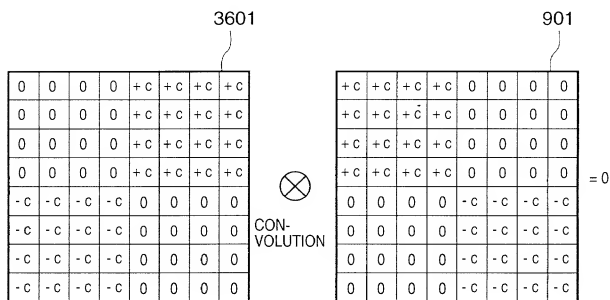 3601 901
0 0 0 0 +C +C +C +C +C +C +C +C 0 0 0 0
0 0 0 0 +C +C +C +C +C +C +C +C 0 0 0 0
0 0 0 0 +C +C +C +C +C +C +C +C 0 0 0 0
0 0 0 0 +C +C +C +C +C +C +C +C 0 0 0 0
= 0
-C -C -C -C 0 0 0 0 0 0 0 0 -C -C -C -C
-C -C -C -C 0 0 0 0 CON- 0 0 0 0 -C -C -C -C
-C -C -C -C 0 0 0 0 VOLUTION 0 0 0 0 -C -C -C -C
-C -C -C -C 0 0 0 0 0 0 0 0 -C -C -C -C